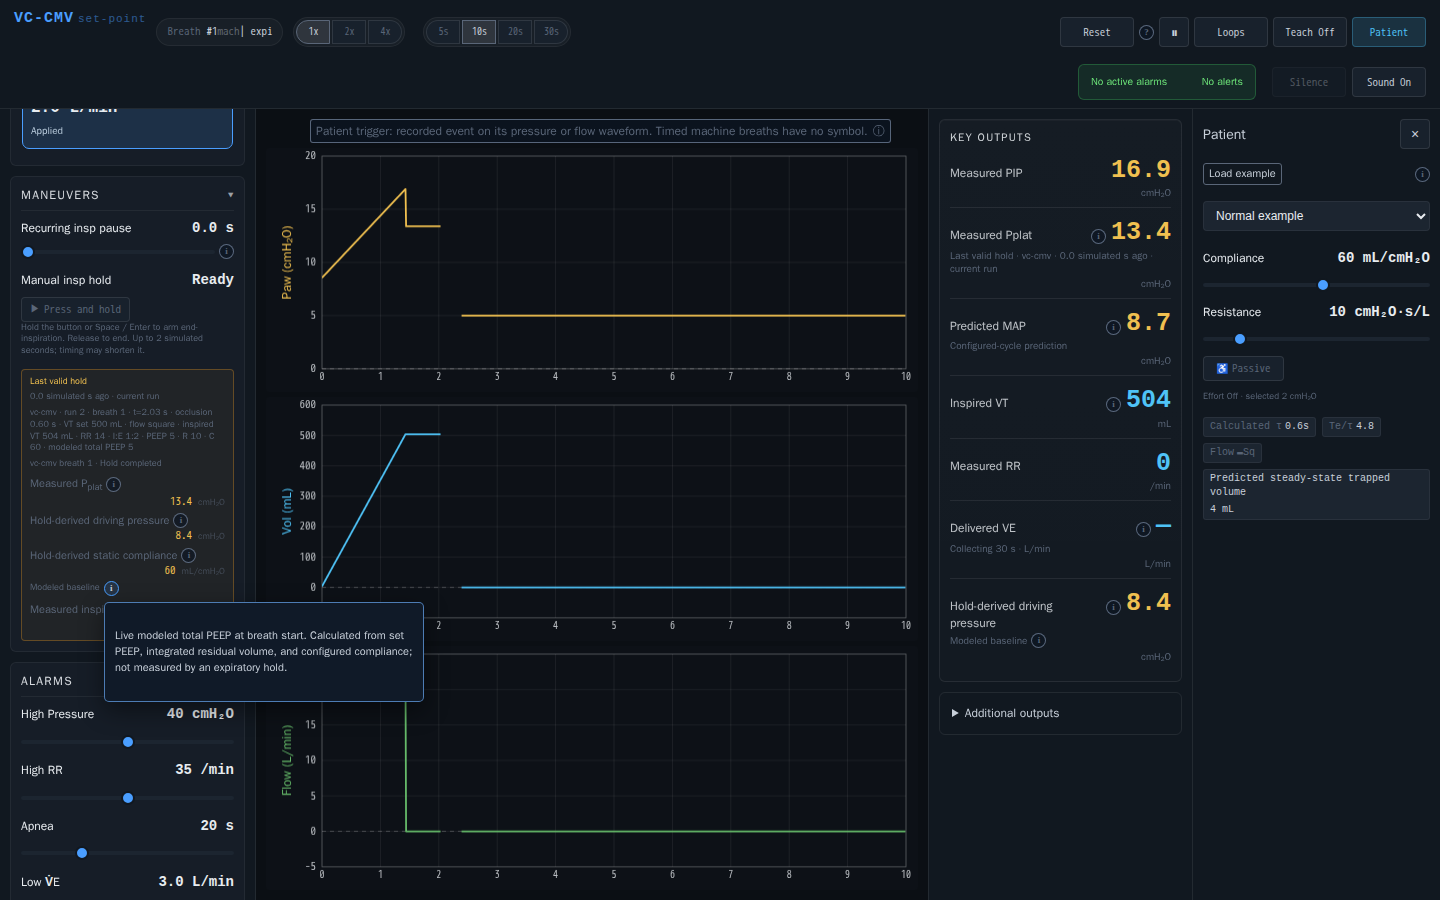 VC-CMV set-point
Breath #1mach| expi
1x 2x 4x
5s 10s 20s 30s
Reset ? ⏸ Loops Teach Off Patient
No active alarms No alerts
Silence Sound On
Applied
MANEUVERS ▾
Recurring insp pause 0.0 s
i
Manual insp hold Ready
▶ Press and hold
Hold the button or Space / Enter to arm end-
inspiration. Release to end. Up to 2 simulated
seconds; timing may shorten it.
Last valid hold
0.0 simulated s ago · current run
vc-cmv · run 2 · breath 1 · t=2.03 s · occlusion
0.60 s · VT set 500 mL · flow square · inspired
VT 504 mL · RR 14 · I:E 1:2 · PEEP 5 · R 10 · C
60 · modeled total PEEP 5
vc-cmv breath 1 · Hold completed
Measured Pplat i
13.4 cmH₂O
Hold-derived driving pressure i
8.4 cmH₂O
Hold-derived static compliance i
60 mL/cmH₂O
Modeled baseline i
Measured inspi
Live modeled total PEEP at breath start. Calculated from set
PEEP, integrated residual volume, and configured compliance;
not measured by an expiratory hold.
ALARMS
High Pressure 40 cmH₂O
High RR 35 /min
Apnea 20 s
Low V̇E 3.0 L/min
Patient trigger: recorded event on its pressure or flow waveform. Timed machine breaths have no symbol. ⓘ
Paw (cmH₂O)
20
15
10
5
0
0 1 2 3 4 5 6 7 8 9 10
Vol (mL)
600
500
400
300
200
100
0
2 3 4 5 6 7 8 9 10
Flow (L/min)
15
10
5
0
-5
0 1 2 3 4 5 6 7 8 9 10
KEY OUTPUTS
Measured PIP 16.9
cmH₂O
Measured Pplat i 13.4
Last valid hold · vc-cmv · 0.0 simulated s ago ·
current run
cmH₂O
Predicted MAP i 8.7
Configured-cycle prediction
cmH₂O
Inspired VT i 504
mL
Measured RR 0
/min
Delivered VE i —
Collecting 30 s · L/min
L/min
Hold-derived driving
pressure i 8.4
Modeled baseline i
cmH₂O
▶ Additional outputs
Patient ×
Load example i
Normal example
Compliance 60 mL/cmH₂O
Resistance 10 cmH₂O·s/L
♿ Passive
Effort Off · selected 2 cmH₂O
Calculated τ 0.6s Te/τ 4.8
Flow ▬Sq
Predicted steady-state trapped
volume
4 mL